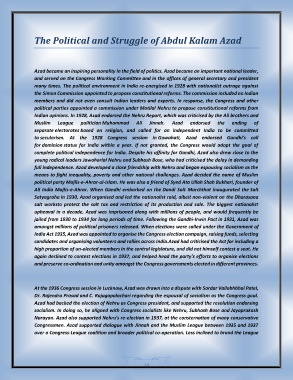 The Political and Struggle of Abdul Kalam Azad
Azad became an inspiring personality in the field of politics. Azad became an important national leader,
and served on the Congress Working Committee and in the offices of general secretary and president
many times. The political environment in India re-energized in 1928 with nationalist outrage against
the Simon Commission appointed to propose constitutional reforms. The commission included no Indian
members and did not even consult Indian leaders and experts. In response, the Congress and other
political parties appointed a commission under Motilal Nehru to propose constitutional reforms from
Indian opinions. In 1928, Azad endorsed the Nehru Report, which was criticised by the Ali brothers and
Muslim League politician Muhammad Ali Jinnah. Azad endorsed the ending of
separate electorates based on religion, and called for an independent India to be committed
to secularism. At the 1928 Congress session in Guwahati, Azad endorsed Gandhi's call
for dominion status for India within a year. If not granted, the Congress would adopt the goal of
complete political independence for India. Despite his affinity for Gandhi, Azad also drew close to the
young radical leaders Jawaharlal Nehru and Subhash Bose, who had criticised the delay in demanding
full independence. Azad developed a close friendship with Nehru and began espousing socialism as the
means to fight inequality, poverty and other national challenges. Azad decided the name of Muslim
political party Majlis-e-Ahrar-ul-Islam. He was also a friend of Syed Ata Ullah Shah Bukhari, founder of
All India Majlis-e-Ahrar. When Gandhi embarked on the Dandi Salt March that inaugurated the Salt
Satyagraha in 1930, Azad organised and led the nationalist raid, albeit non-violent on the Dharasana
salt works to protest the salt tax and restriction of its production and sale. The biggest nationalist
upheaval in a decade, Azad was imprisoned along with millions of people, and would frequently be
jailed from 1930 to 1934 for long periods of time. Following the Gandhi-Irwin Pact in 1931, Azad was
amongst millions of political prisoners released. When elections were called under the Government of
India Act 1935, Azad was appointed to organise the Congress election campaign, raising funds, selecting
candidates and organising volunteers and rallies across India. Azad had criticised the Act for including a
high proportion of un-elected members in the central legislature, and did not himself contest a seat. He
again declined to contest elections in 1937, and helped head the party's efforts to organise elections
and preserve co-ordination and unity amongst the Congress governments elected in different provinces.
At the 1936 Congress session in Lucknow, Azad was drawn into a dispute with Sardar Vallabhbhai Patel,
Dr. Rajendra Prasad and C. Rajagopalachari regarding the espousal of socialism as the Congress goal.
Azad had backed the election of Nehru as Congress president, and supported the resolution endorsing
socialism. In doing so, he aligned with Congress socialists like Nehru, Subhash Bose and Jayaprakash
Narayan. Azad also supported Nehru's re-election in 1937, at the consternation of many conservative
Congressmen. Azad supported dialogue with Jinnah and the Muslim League between 1935 and 1937
over a Congress-League coalition and broader political co-operation. Less inclined to brand the League